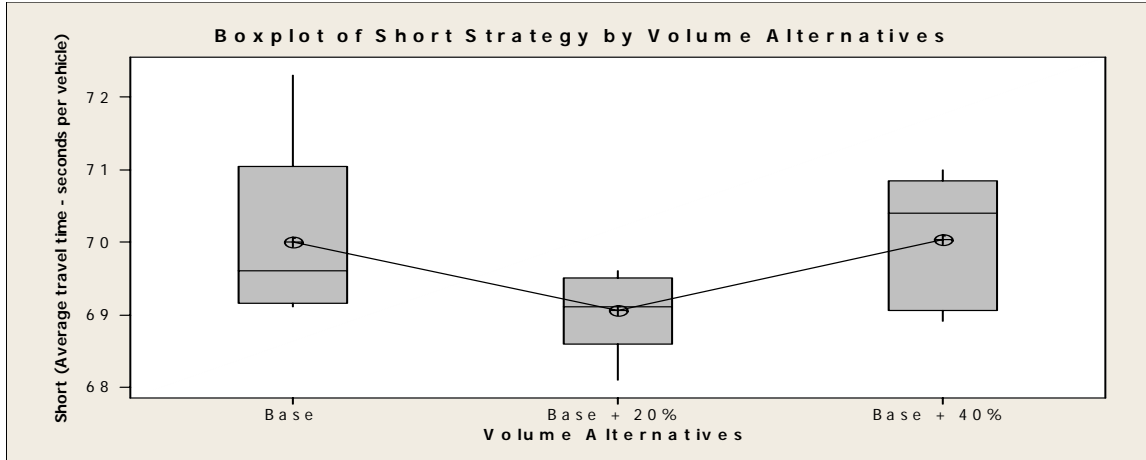 Boxplot of Short Strategy by Volume Alternatives
Short (Average travel time - seconds per vehicle)
72
71
70
69
68
Base
Base + 20%
Base + 40%
Volume Alternatives